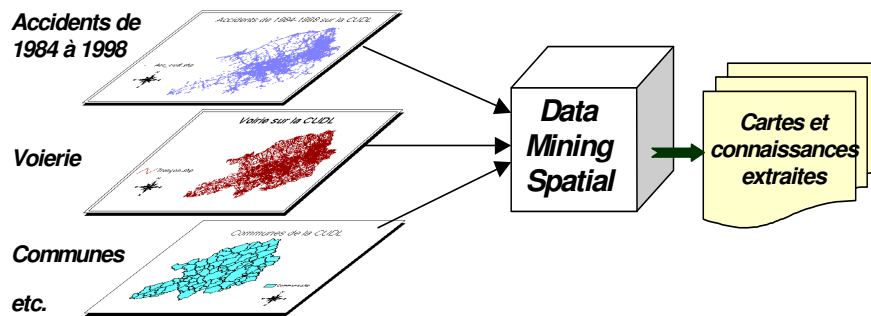 Accidents de
1984 à 1998
Accidents de 1984-1998 sur la CUDL
Voierie
Voirie sur la CUDL
Communes
etc.
Communes de la CUDL
Data
Mining
Spatial
Cartes et
connaissances
extraites